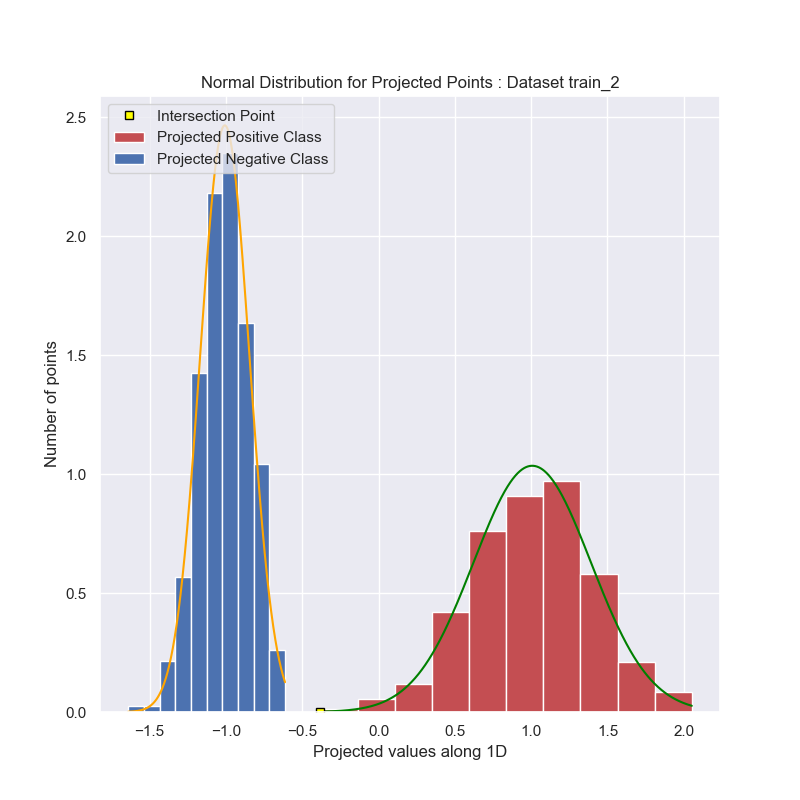 Normal Distribution for Projected Points : Dataset train_2
Intersection Point
Projected Positive Class
Projected Negative Class
2.5
2.0
1.5
1.0
0.5
0.0
Number of points
−1.5 −1.0 −0.5 0.0 0.5 1.0 1.5 2.0
Projected values along 1D